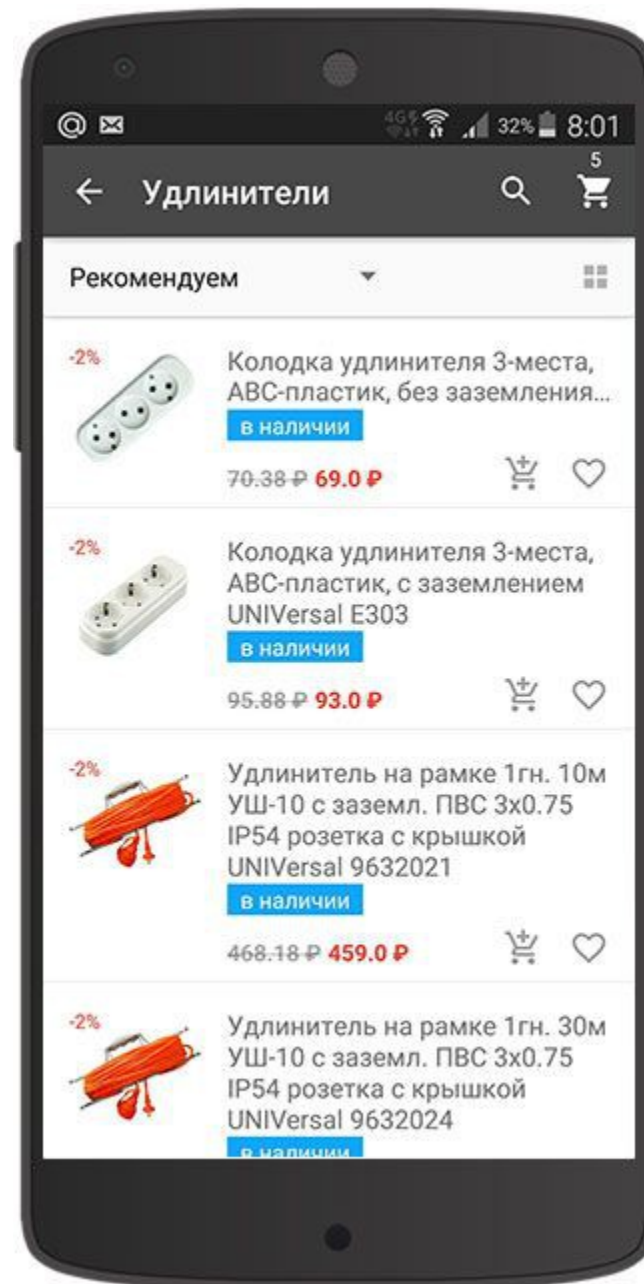 4G 32% 8:01
5
Удлинители
Рекомендуем
-2%
Колодка удлинителя 3-места,
АВС-пластик, без заземления...
в наличии
70.38 ₽ 69.0 ₽
-2%
Колодка удлинителя 3-места,
АВС-пластик, с заземлением
UNIVersal Е303
в наличии
95.88 ₽ 93.0 ₽
-2%
Удлинитель на рамке 1гн. 10м
УШ-10 с заземл. ПВС 3х0.75
IP54 розетка с крышкой
UNIVersal 9632021
в наличии
468.18 ₽ 459.0 ₽
-2%
Удлинитель на рамке 1гн. 30м
УШ-10 с заземл. ПВС 3х0.75
IP54 розетка с крышкой
UNIVersal 9632024
в наличии